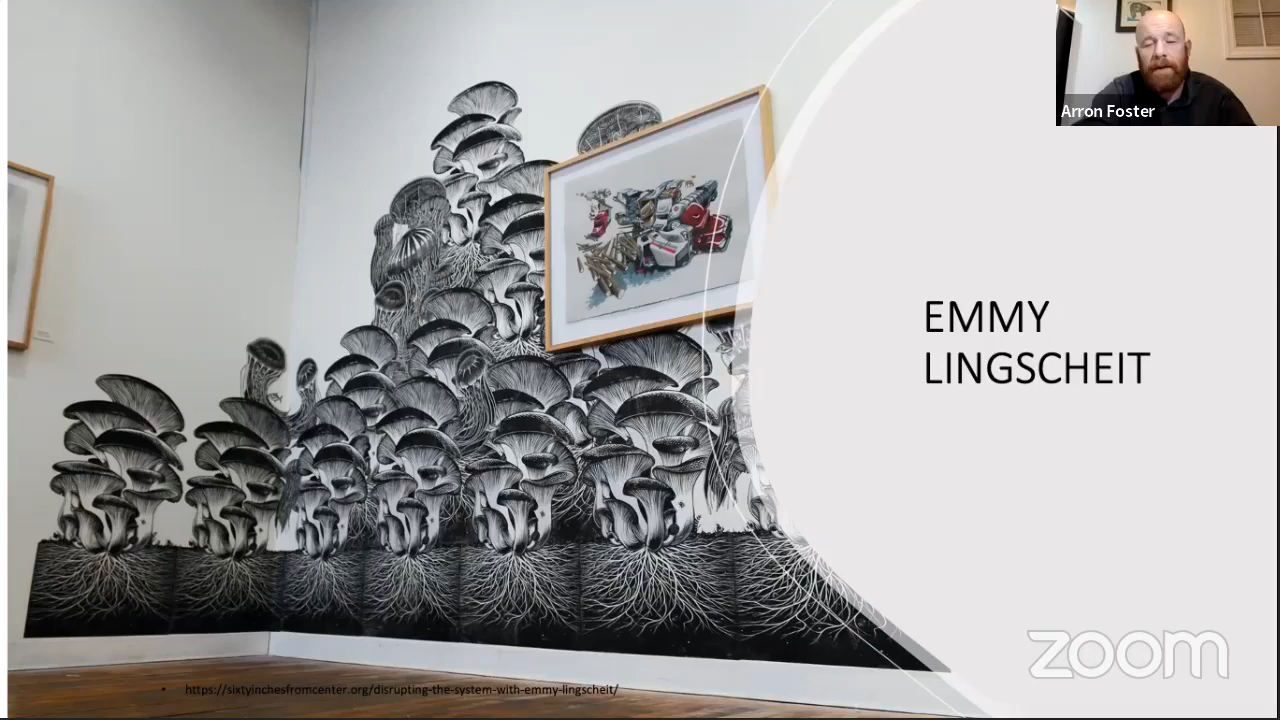 Arron Foster
EMMY
LINGSCHEIT
zoom
• https://sixtyinchesfromcenter.org/disrupting-the-system-with-emmy-lingscheit/